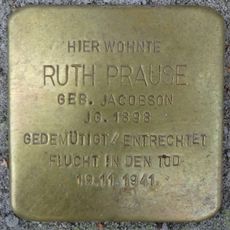 HIER WOHNTE
RUTH PRAUSE
GEB. JACOBSON
JG. 1898
GEDEMÜTIGT / ENTRECHTET
FLUCHT IN DEN TOD
19.11.1941